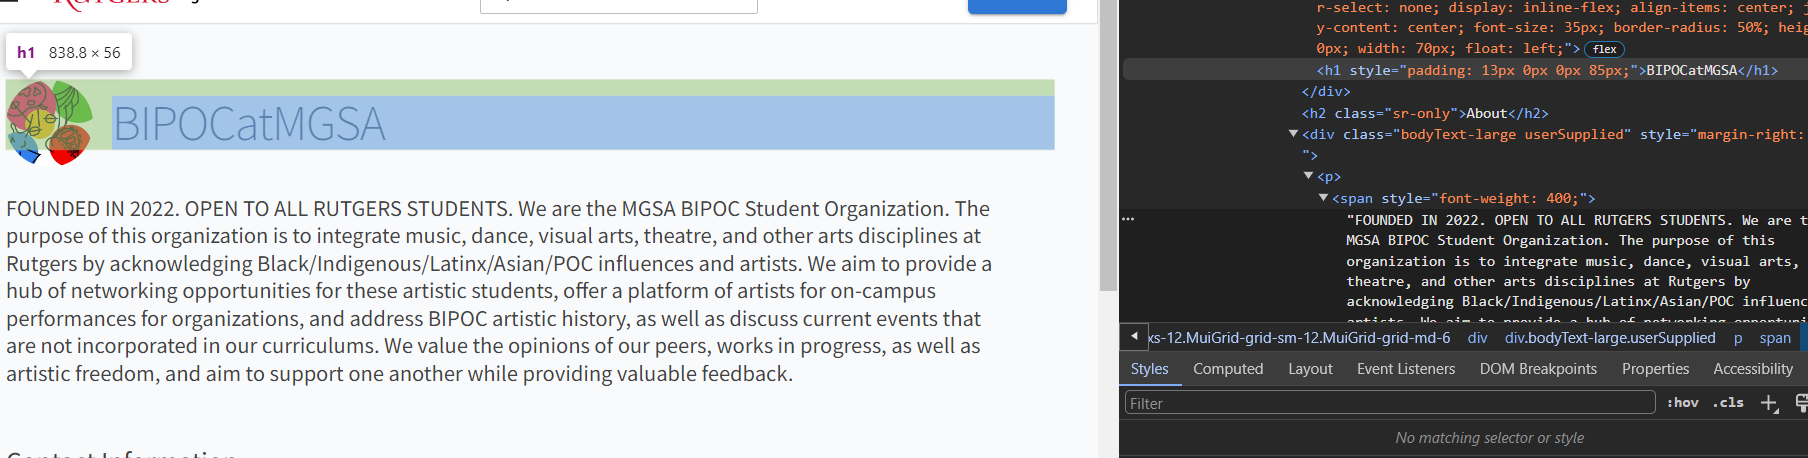 RUTGERS
h1 838.8 × 56
BIPOCatMGSA
FOUNDED IN 2022. OPEN TO ALL RUTGERS STUDENTS. We are the MGSA BIPOC Student Organization. The
purpose of this organization is to integrate music, dance, visual arts, theatre, and other arts disciplines at
Rutgers by acknowledging Black/Indigenous/Latinx/Asian/POC influences and artists. We aim to provide a
hub of networking opportunities for these artistic students, offer a platform of artists for on-campus
performances for organizations, and address BIPOC artistic history, as well as discuss current events that
are not incorporated in our curriculums. We value the opinions of our peers, works in progress, as well as
artistic freedom, and aim to support one another while providing valuable feedback.
Contact Information
r-select: none; display: inline-flex; align-items: center; j
y-content: center; font-size: 35px; border-radius: 50%; heig
0px; width: 70px; float: left;"> flex
<h1 style="padding: 13px 0px 0px 85px;">BIPOCatMGSA</h1>
</div>
<h2 class="sr-only">About</h2>
<div class="bodyText-large userSupplied" style="margin-right:
">
<p>
<span style="font-weight: 400;">
"FOUNDED IN 2022. OPEN TO ALL RUTGERS STUDENTS. We are t
MGSA BIPOC Student Organization. The purpose of this
organization is to integrate music, dance, visual arts,
theatre, and other arts disciplines at Rutgers by
acknowledging Black/Indigenous/Latinx/Asian/POC influenc
artists. We aim to provide a hub of networking opportuni
xs-12.MuiGrid-grid-sm-12.MuiGrid-grid-md-6 div div.bodyText-large.userSupplied p span
Styles Computed Layout Event Listeners DOM Breakpoints Properties Accessibility
Filter :hov .cls
No matching selector or style